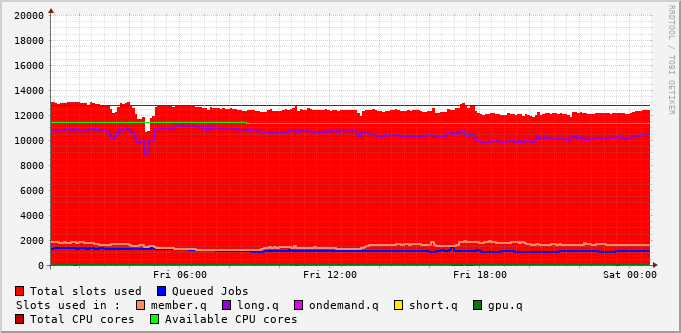 20000
18000
16000
14000
12000
10000
8000
6000
4000
2000
0
Fri 06:00 Fri 12:00 Fri 18:00 Sat 00:00
RRDTOOL / TOBI OETIKER
Total slots used Queued Jobs
Slots used in : member.q long.q ondemand.q short.q gpu.q
Total CPU cores Available CPU cores